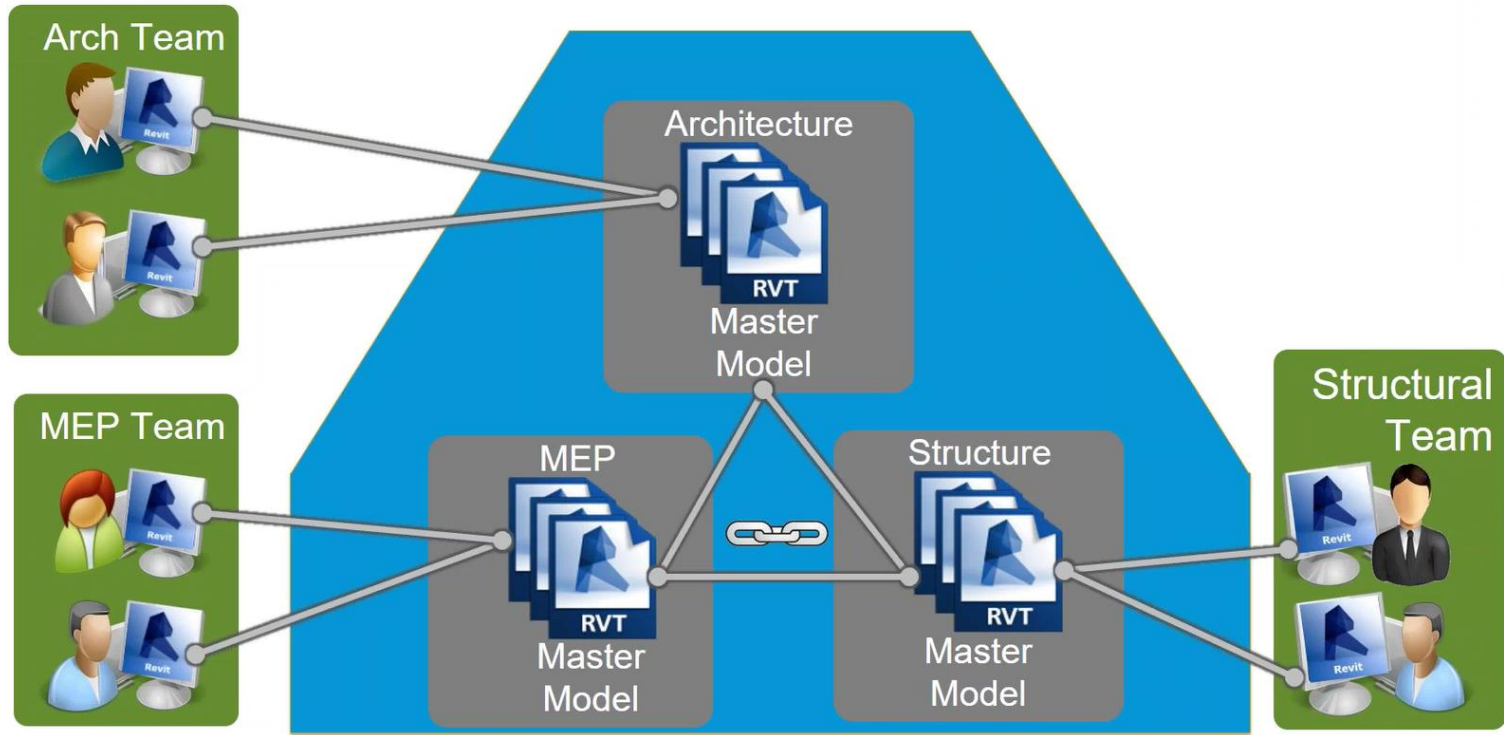 Arch Team
Revit
Revit
Architecture
RVT
Master
Model
MEP Team
Revit
Revit
MEP
RVT
Master
Model
Structure
RVT
Master
Model
Structural
Team
Revit
Revit